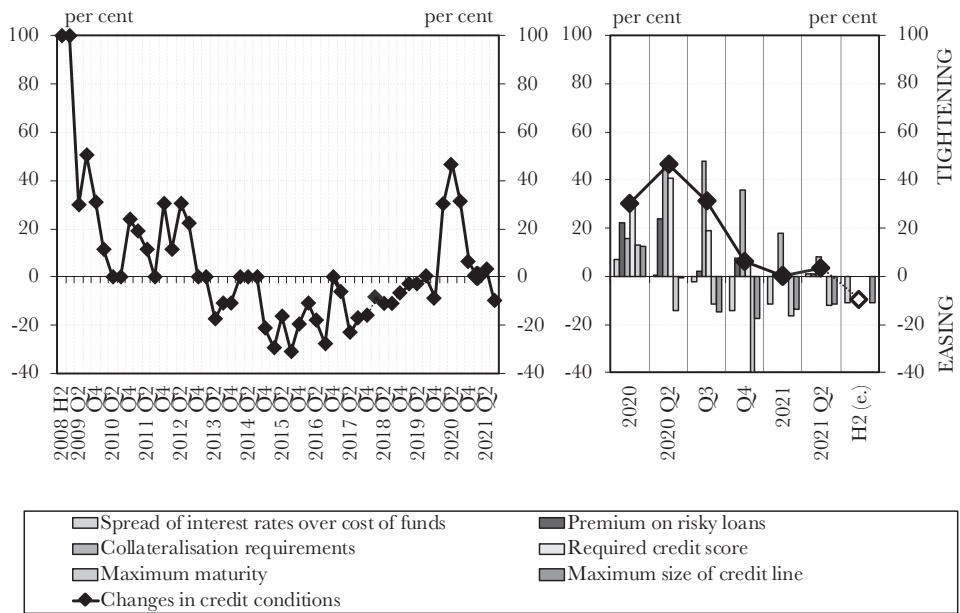 per cent per cent
100 100
80 80
60 60
40 40
20 20
0 0
-20 -20
-40 -40
2008 H2
2009 Q2
Q4
2010 Q2
Q4
2011 Q2
Q4
2012 Q2
Q4
2013 Q2
Q4
2014 Q2
Q4
2015 Q2
Q4
2016 Q2
Q4
2017 Q2
Q4
2018 Q2
Q4
2019 Q2
Q4
2020 Q2
Q4
2021 Q2
per cent per cent
100 100
80 80
60 60
40 40
20 20
0 0
-20 -20
-40 -40
TIGHTENING
EASING
2020
2020 Q2
Q3
Q4
2021
2021 Q2
H2 (e.)
Spread of interest rates over cost of funds
Premium on risky loans
Collateralisation requirements
Required credit score
Maximum maturity
Maximum size of credit line
Changes in credit conditions